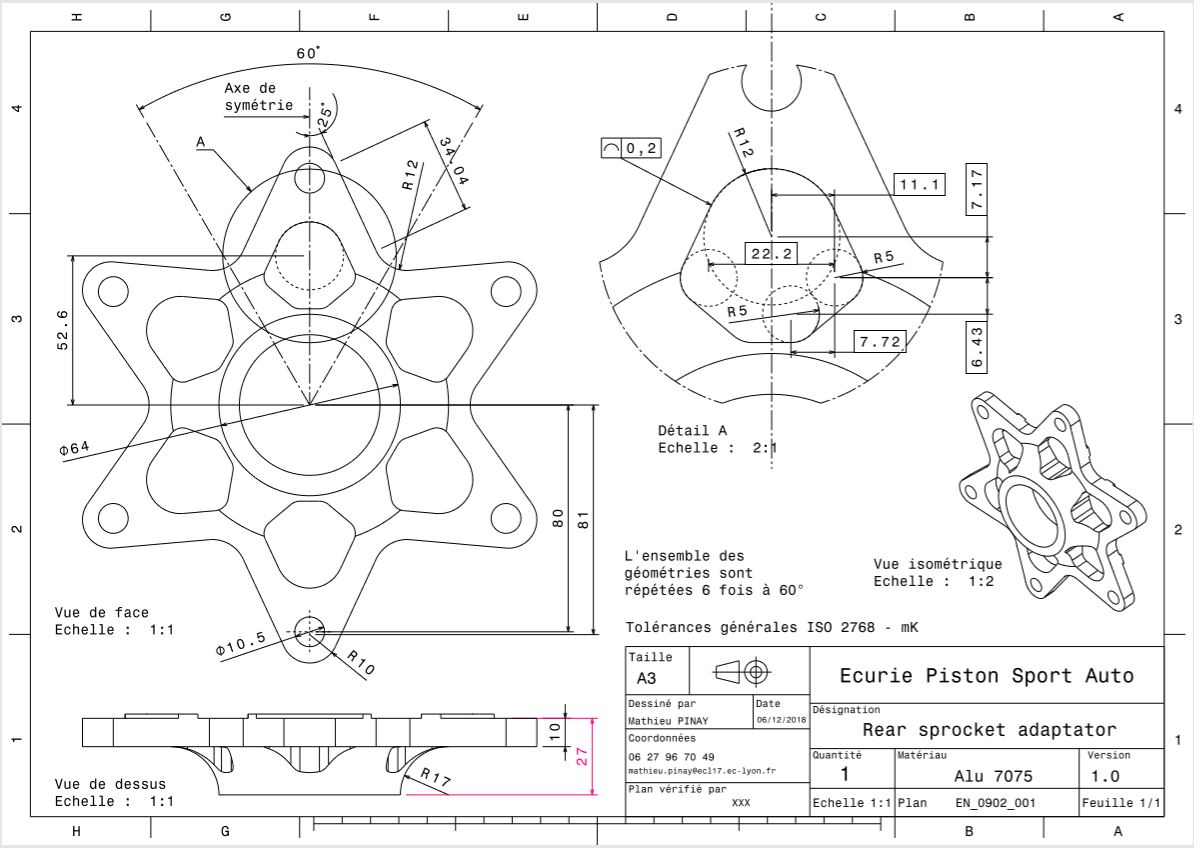 H G F E D C B A
60°
Axe de
symétrie
25°
4
A
34.04
R12
R12
⌒ 0,2
11.1
7.17
4
22.2
R5
R5
7.72
6.43
3
52.6
3
Φ64
Détail A
Echelle : 2:1
80
81
2
2
L'ensemble des
géométries sont
répétées 6 fois à 60°
Vue isométrique
Echelle : 1:2
Vue de face
Echelle : 1:1
Φ10.5
R10
Tolérances générales ISO 2768 - mK
Taille
A3
Ecurie Piston Sport Auto
Dessiné par
Mathieu PINAY
Date
06/12/2018
Désignation
Rear sprocket adaptator
Coordonnées
06 27 96 70 49
mathieu.pinay@ecl17.ec-lyon.fr
Quantité
1
Matériau
Alu 7075
Version
1.0
Plan vérifié par
XXX
Echelle 1:1
Plan EN_0902_001
Feuille 1/1
1
1
10
27
R17
Vue de dessus
Echelle : 1:1
H G B A